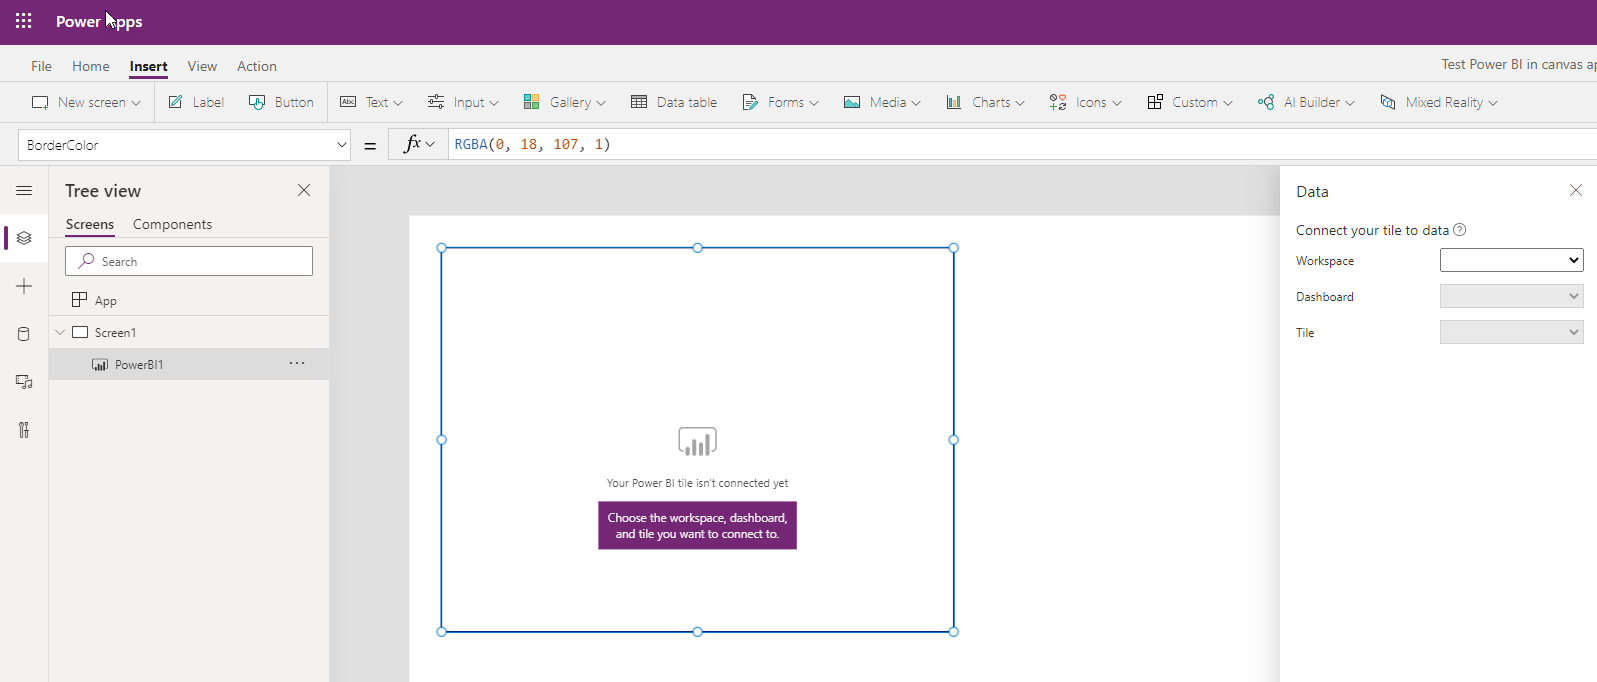 Power Apps
File Home Insert View Action
Test Power BI in canvas ap
New screen Label Button Text Input Gallery Data table Forms Media Charts Icons Custom AI Builder Mixed Reality
BorderColor = fx RGBA(0, 18, 107, 1)
Tree view
Screens Components
Search
App
Screen1
PowerBI1
Your Power BI tile isn't connected yet
Choose the workspace, dashboard,
and tile you want to connect to.
Data
Connect your tile to data
Workspace
Dashboard
Tile